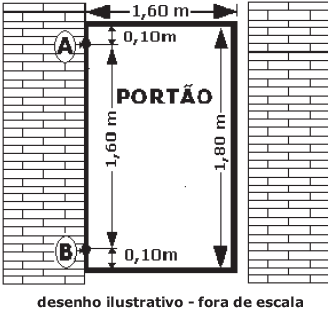 1,60 m
A
0,10m
PORTÃO
1,60 m
1,80 m
B
0,10m
desenho ilustrativo - fora de escala